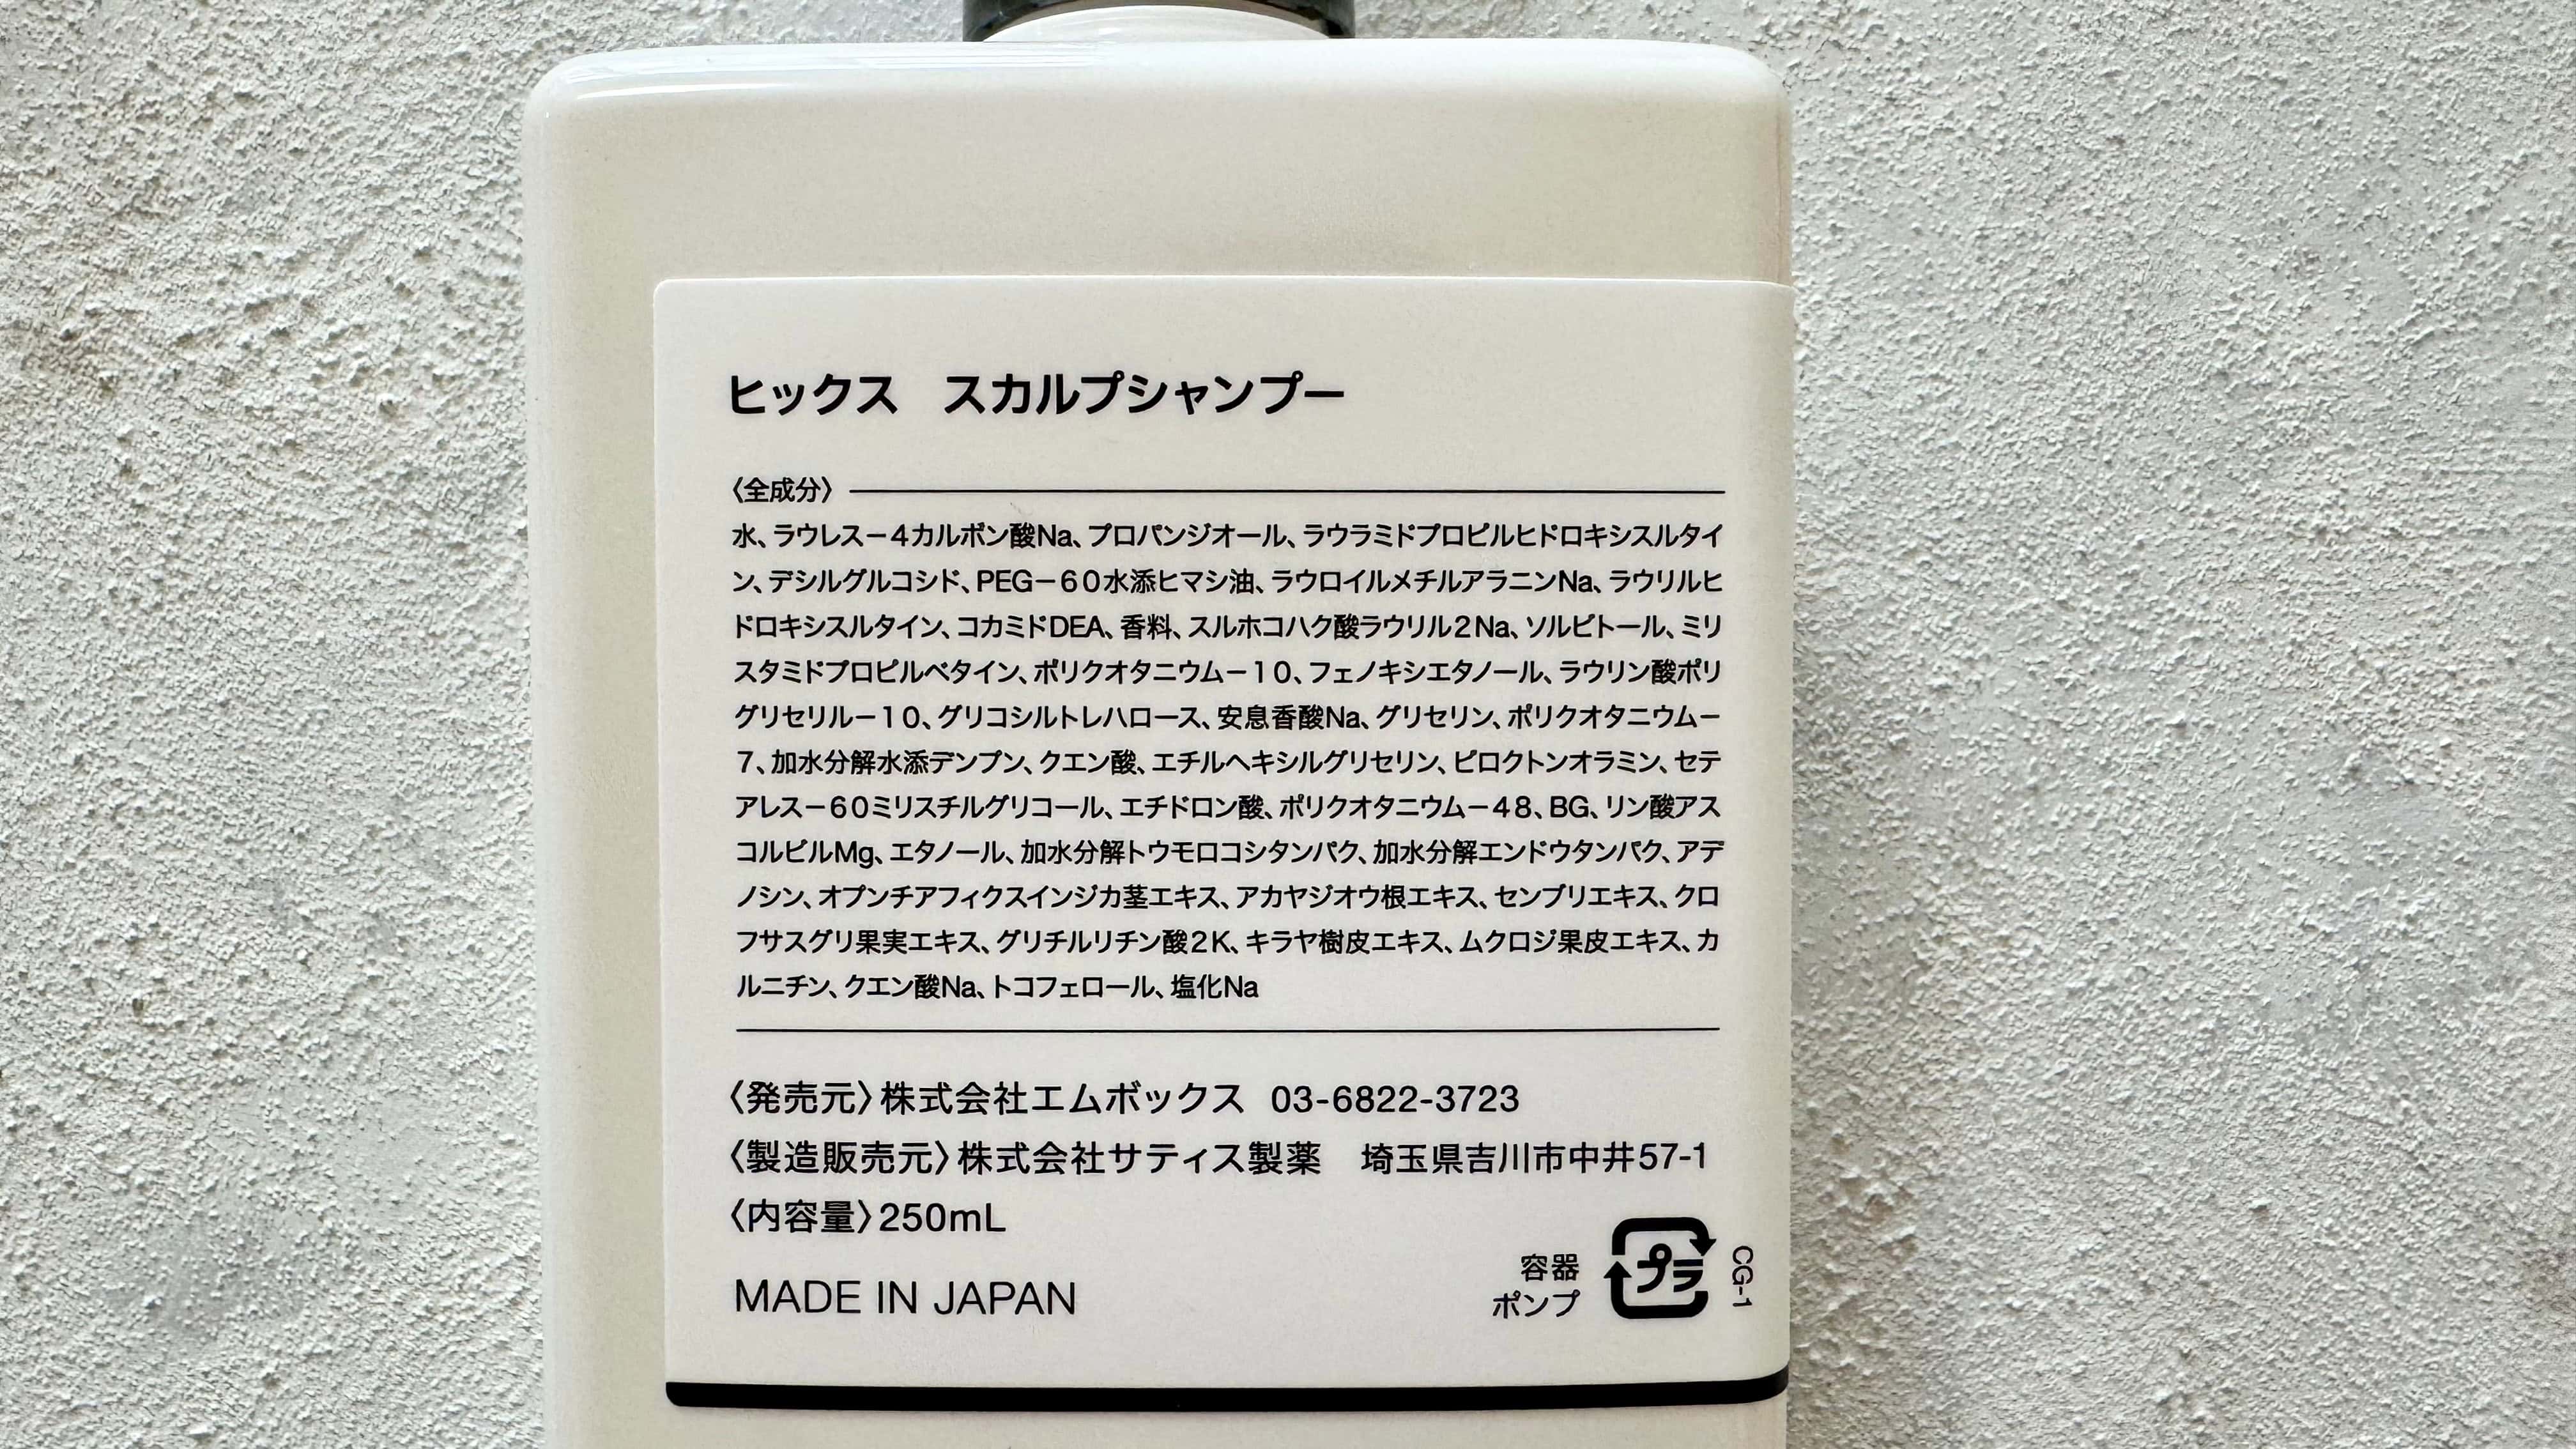 ヒックス　スカルプシャンプー
〈全成分〉
水、ラウレス－4カルボン酸Na、プロパンジオール、ラウラミドプロピルヒドロキシスルタイ
ン、デシルグルコシド、PEG－60水添ヒマシ油、ラウロイルメチルアラニンNa、ラウリルヒ
ドロキシスルタイン、コカミドDEA、香料、スルホコハク酸ラウリル2Na、ソルビトール、ミリ
スタミドプロピルベタイン、ポリクオタニウム－10、フェノキシエタノール、ラウリン酸ポリ
グリセリル－10、グリコシルトレハロース、安息香酸Na、グリセリン、ポリクオタニウム－
7、加水分解水添デンプン、クエン酸、エチルヘキシルグリセリン、ピロクトンオラミン、セテ
アレス－60ミリスチルグリコール、エチドロン酸、ポリクオタニウム－48、BG、リン酸アス
コルビルMg、エタノール、加水分解トウモロコシタンパク、加水分解エンドウタンパク、アデ
ノシン、オプンチアフィクスインジカ茎エキス、アカヤジオウ根エキス、センブリエキス、クロ
フサスグリ果実エキス、グリチルリチン酸2K、キラヤ樹皮エキス、ムクロジ果皮エキス、カ
ルニチン、クエン酸Na、トコフェロール、塩化Na
〈発売元〉株式会社エムボックス 03-6822-3723
〈製造販売元〉株式会社サティス製薬　埼玉県吉川市中井57-1
〈内容量〉250mL
MADE IN JAPAN
容器
ポンプ
プラ
CG-1